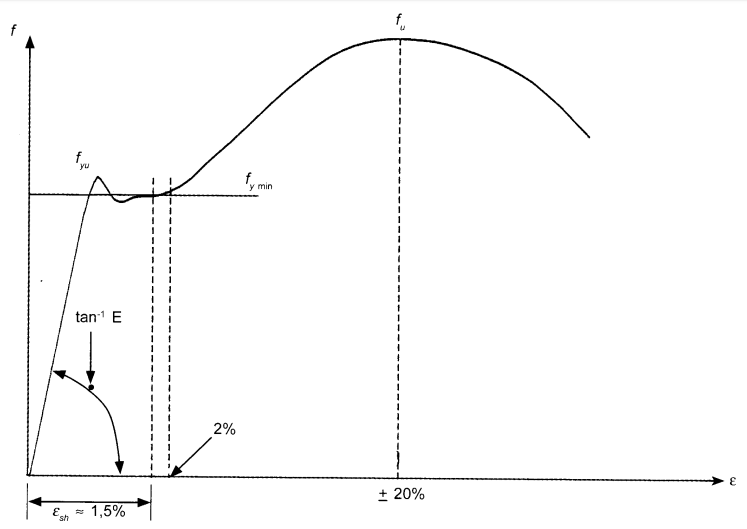 f
f_u
f_yu
f_y min
tan⁻¹ E
2%
ε
± 20%
ε_sh ≈ 1,5%